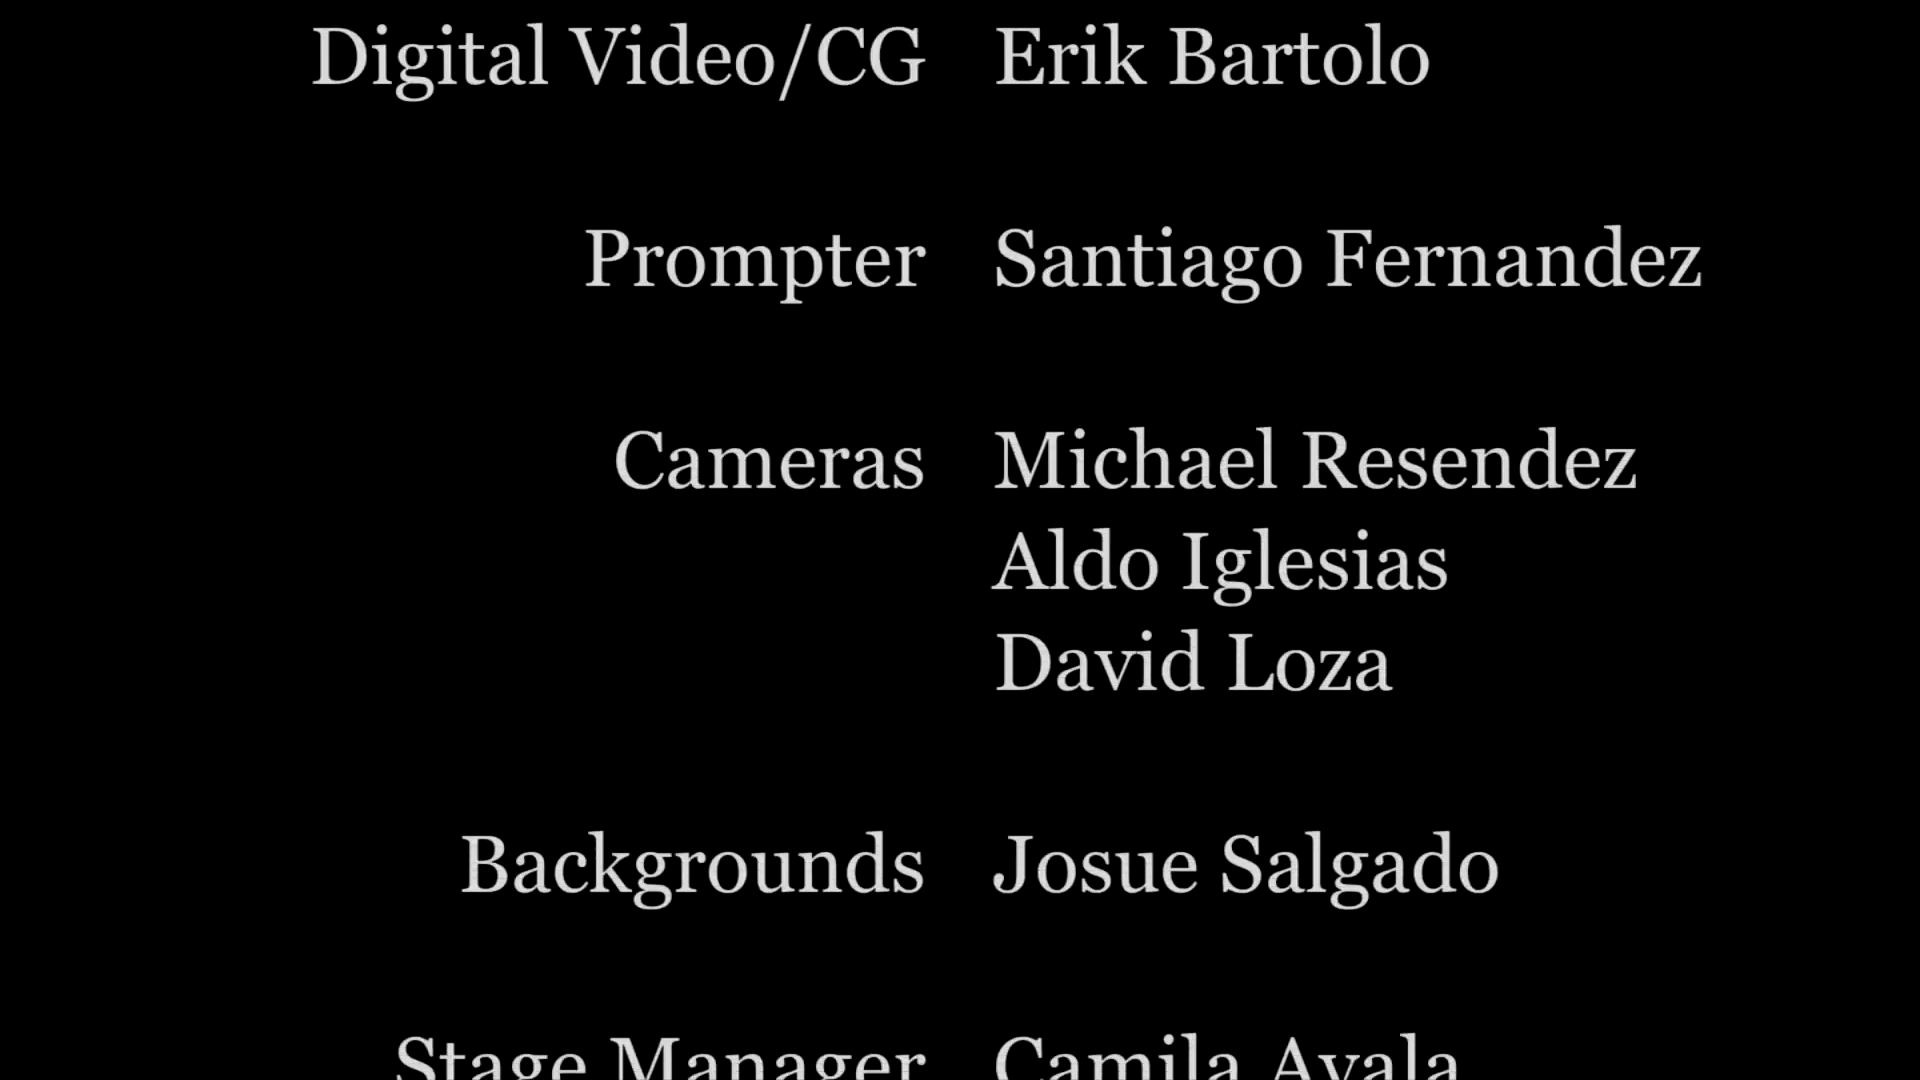 Digital Video/CG Erik Bartolo
Prompter Santiago Fernandez
Cameras Michael Resendez
Aldo Iglesias
David Loza
Backgrounds Josue Salgado
Stage Manager Camila Ayala